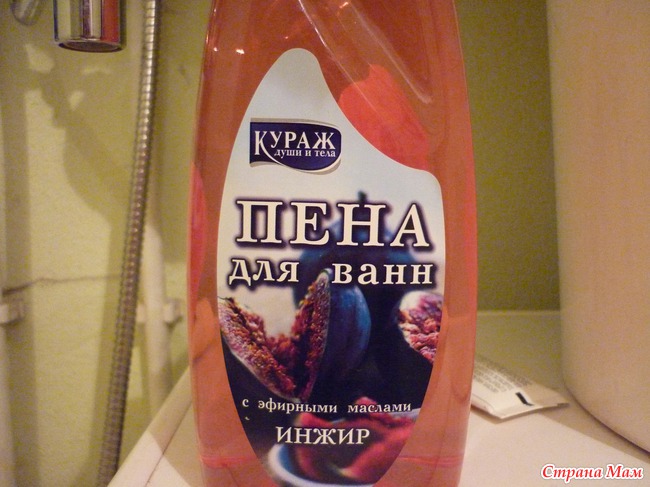 КУРАЖ
души и тела
ПЕНА
для ванн
с эфирными маслами
ИНЖИР
Страна Мам